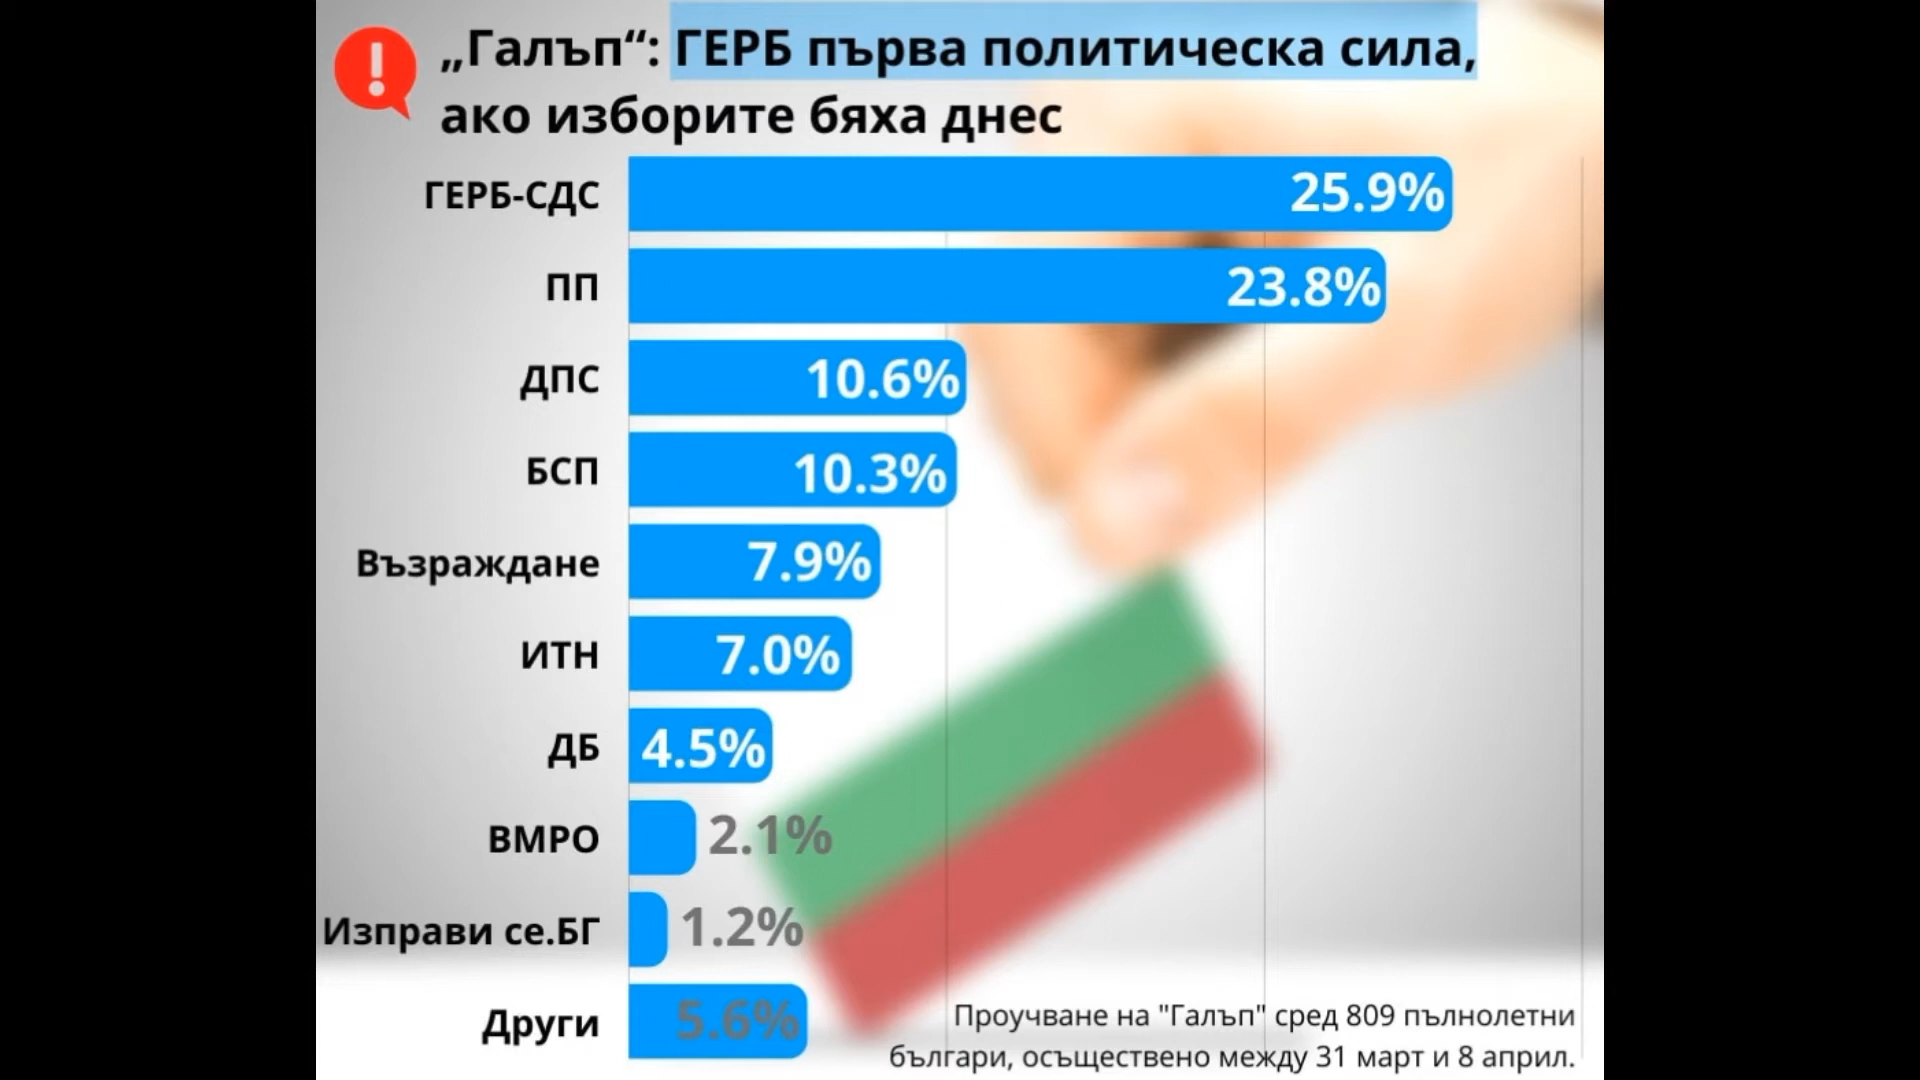 „Галъп“: ГЕРБ първа политическа сила,
ако изборите бяха днес
ГЕРБ-СДС 25.9%
ПП 23.8%
ДПС 10.6%
БСП 10.3%
Възраждане 7.9%
ИТН 7.0%
ДБ 4.5%
ВМРО 2.1%
Изправи се.БГ 1.2%
Други 5.6%
Проучване на "Галъп" сред 809 пълнолетни
българи, осъществено между 31 март и 8 април.